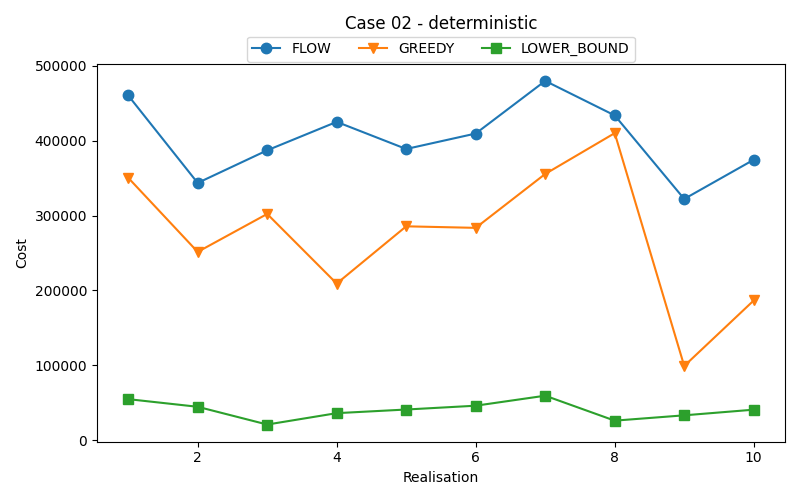 Case 02 - deterministic
FLOW GREEDY LOWER_BOUND
500000
400000
300000
200000
100000
0
Cost
2 4 6 8 10
Realisation